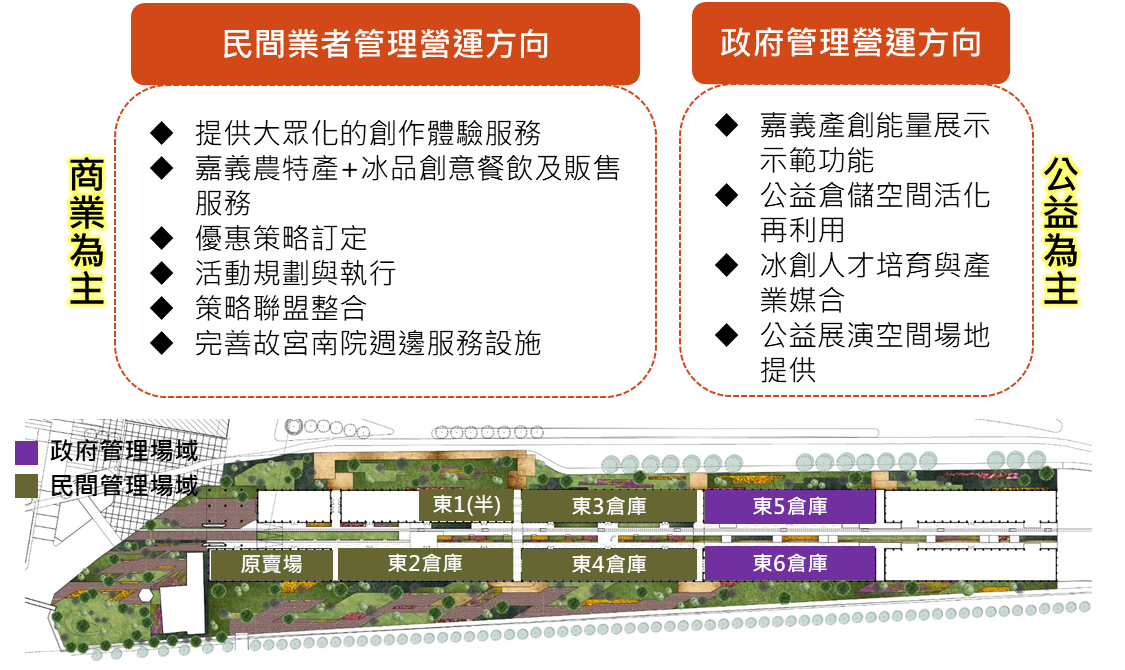 民間業者管理營運方向
政府管理營運方向
商業為主
◆ 提供大眾化的創作體驗服務
◆ 嘉義農特產+冰品創意餐飲及販售
服務
◆ 優惠策略訂定
◆ 活動規劃與執行
◆ 策略聯盟整合
◆ 完善故宮南院週邊服務設施
◆ 嘉義產創能量展示
示範功能
◆ 公益倉儲空間活化
再利用
◆ 冰創人才培育與產
業媒合
◆ 公益展演空間場地
提供
公益為主
政府管理場域
民間管理場域
東1(半)
東3倉庫
東5倉庫
原賣場
東2倉庫
東4倉庫
東6倉庫